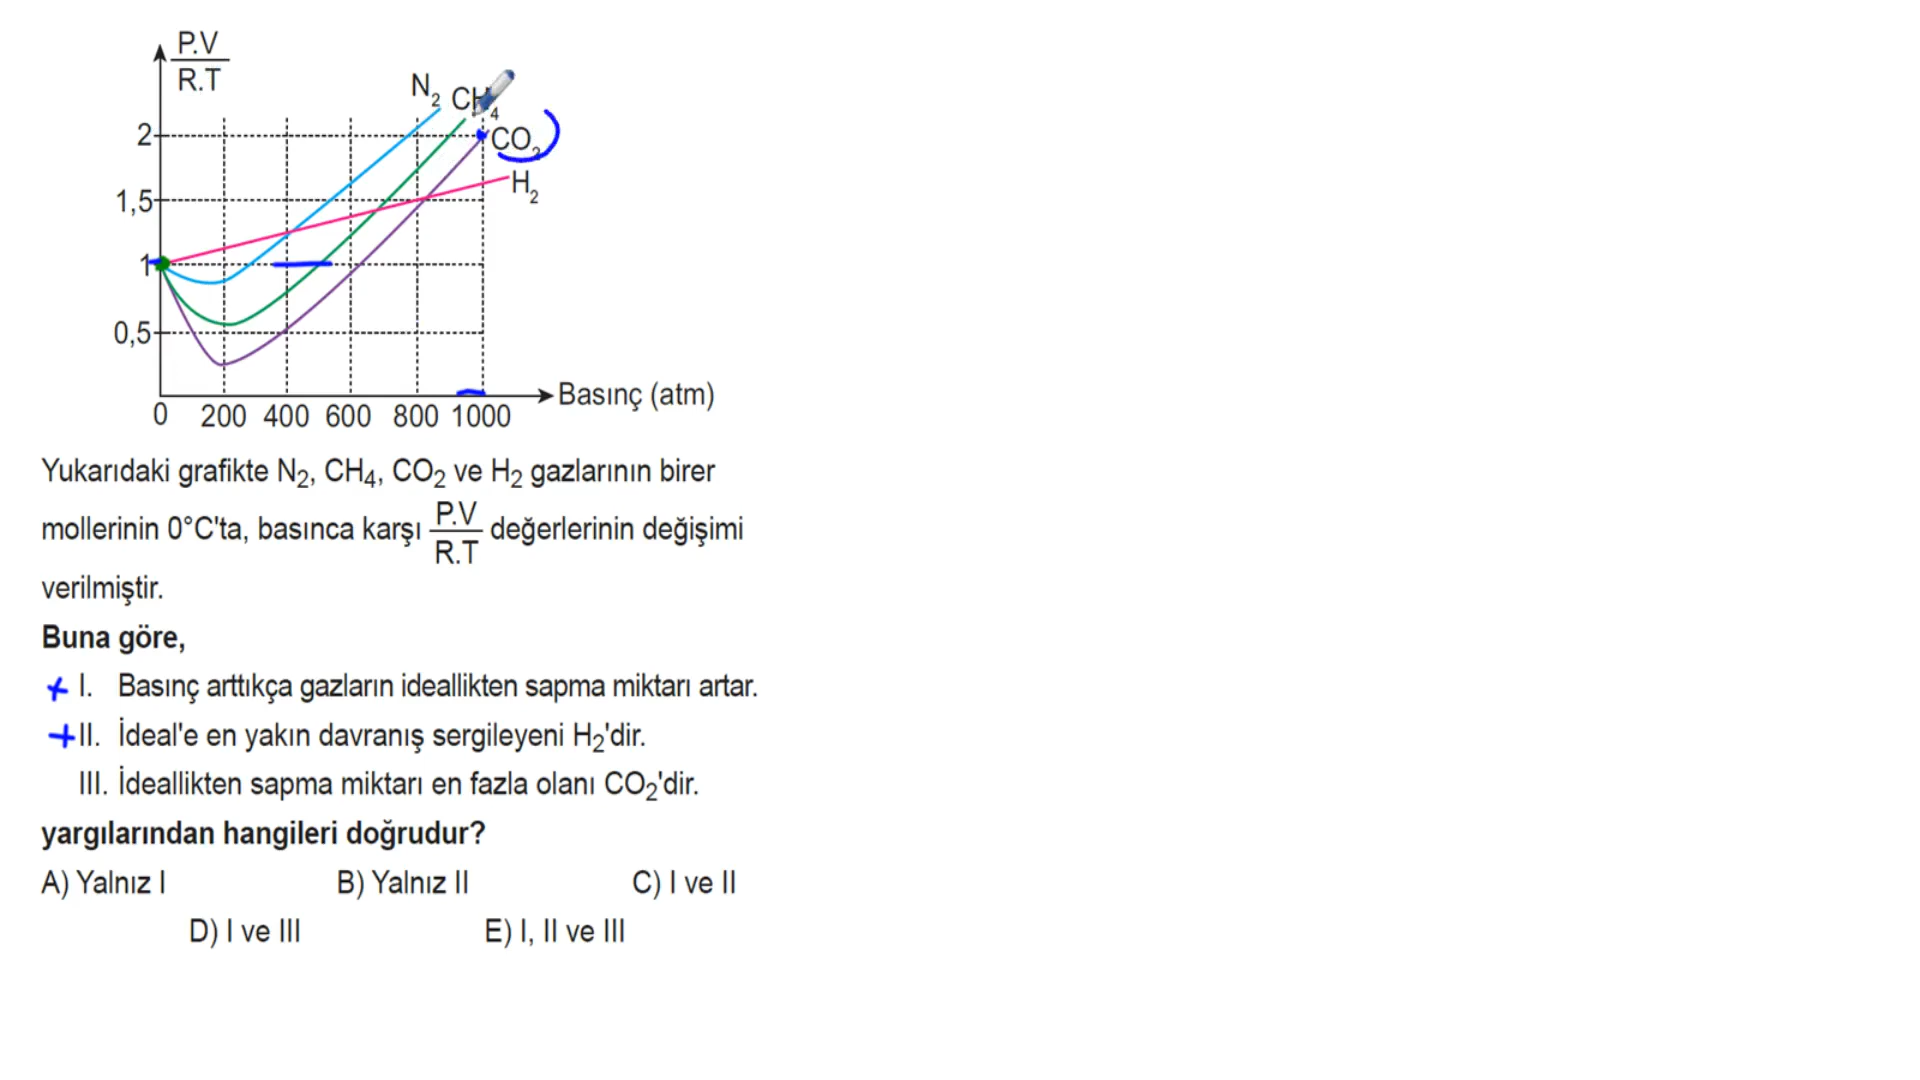 P.V
R.T
N2 CH4
2 CO2
1,5 H2
1
0,5
Basınç (atm)
0 200 400 600 800 1000
Yukarıdaki grafikte N2, CH4, CO2 ve H2 gazlarının birer
mollerinin 0°C'ta, basınca karşı P.V/R.T değerlerinin değişimi
verilmiştir.
Buna göre,
+ I. Basınç arttıkça gazların ideallikten sapma miktarı artar.
+ II. İdeal'e en yakın davranış sergileyeni H2'dir.
III. İdeallikten sapma miktarı en fazla olanı CO2'dir.
yargılarından hangileri doğrudur?
A) Yalnız I B) Yalnız II C) I ve II
D) I ve III E) I, II ve III